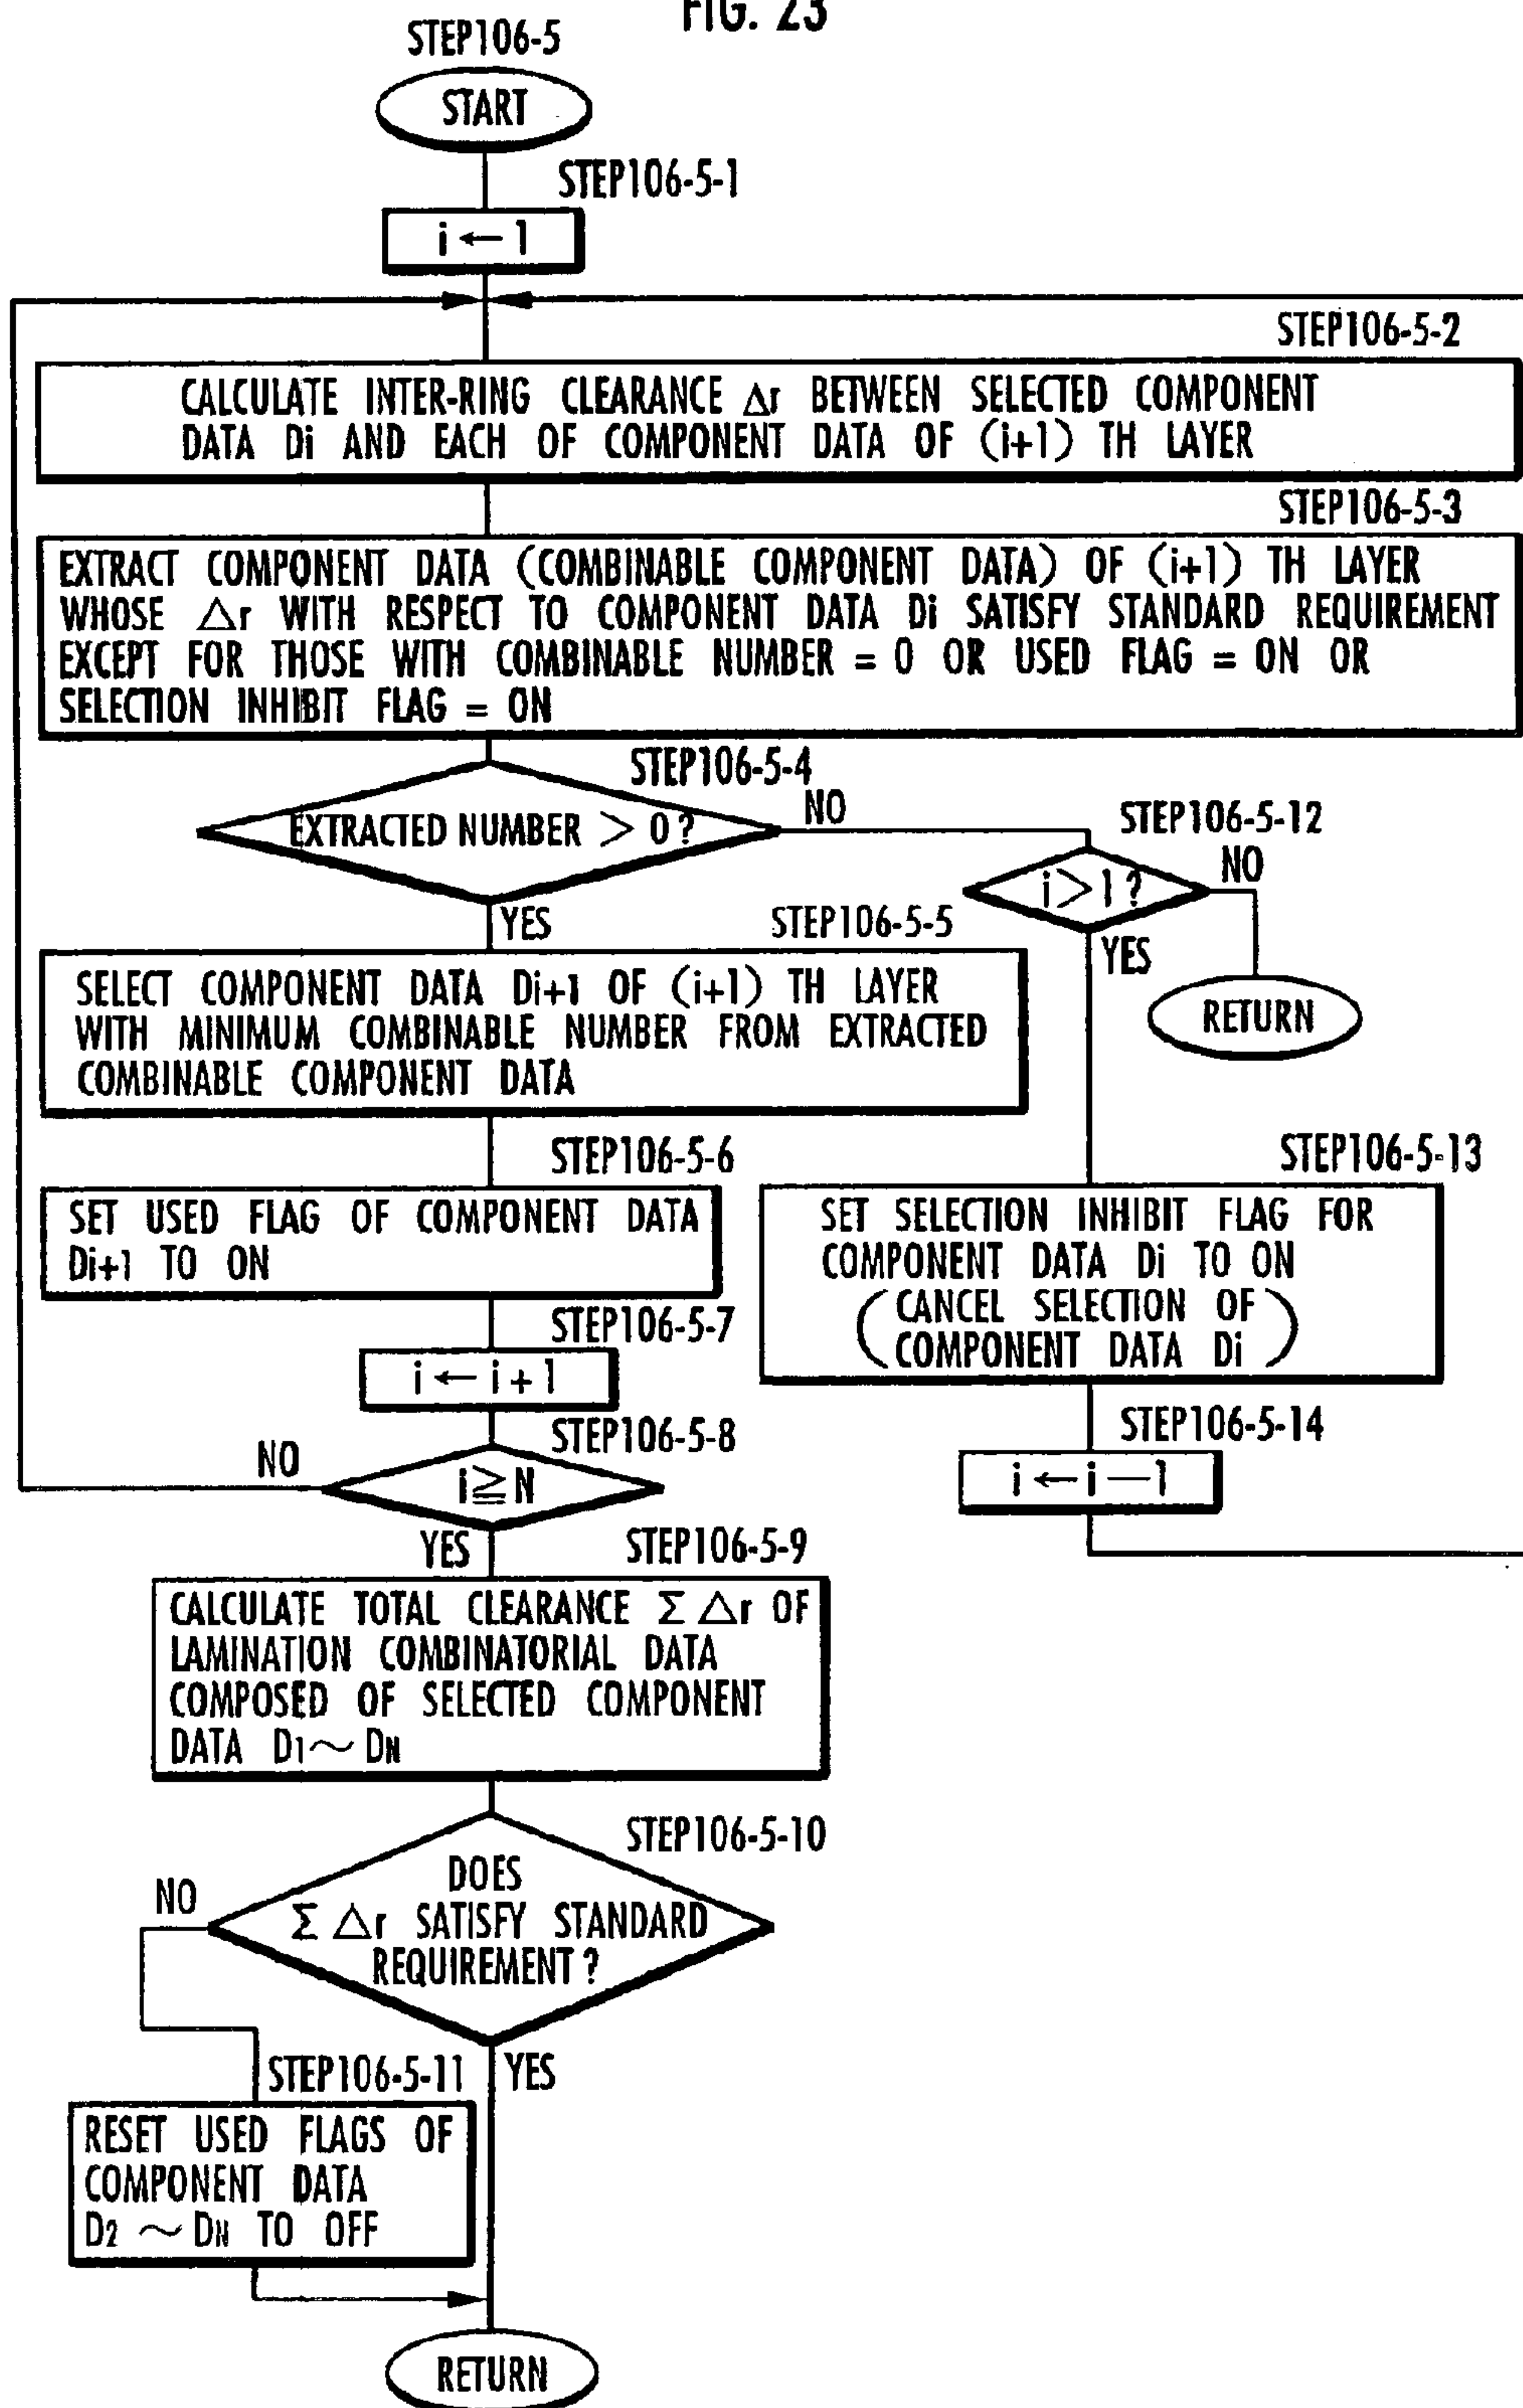 FIG. 23
STEP106-5
START
STEP106-5-1
i ← 1
STEP106-5-2
CALCULATE INTER-RING CLEARANCE Δr BETWEEN SELECTED COMPONENT
DATA Di AND EACH OF COMPONENT DATA OF (i+1) TH LAYER
STEP106-5-3
EXTRACT COMPONENT DATA (COMBINABLE COMPONENT DATA) OF (i+1) TH LAYER
WHOSE Δr WITH RESPECT TO COMPONENT DATA Di SATISFY STANDARD REQUIREMENT
EXCEPT FOR THOSE WITH COMBINABLE NUMBER = 0 OR USED FLAG = ON OR
SELECTION INHIBIT FLAG = ON
STEP106-5-4
EXTRACTED NUMBER > 0?
NO
YES
STEP106-5-12
i>1?
NO
YES
RETURN
STEP106-5-5
SELECT COMPONENT DATA Di+1 OF (i+1) TH LAYER
WITH MINIMUM COMBINABLE NUMBER FROM EXTRACTED
COMBINABLE COMPONENT DATA
STEP106-5-6
SET USED FLAG OF COMPONENT DATA
Di+1 TO ON
STEP106-5-13
SET SELECTION INHIBIT FLAG FOR
COMPONENT DATA Di TO ON
(CANCEL SELECTION OF
COMPONENT DATA Di)
STEP106-5-7
i ← i+1
STEP106-5-14
i ← i—1
STEP106-5-8
NO
i≧N
YES
STEP106-5-9
CALCULATE TOTAL CLEARANCE Σ Δr OF
LAMINATION COMBINATORIAL DATA
COMPOSED OF SELECTED COMPONENT
DATA D1～DN
STEP106-5-10
NO
DOES
Σ Δr SATISFY STANDARD
REQUIREMENT?
YES
STEP106-5-11
RESET USED FLAGS OF
COMPONENT DATA
D2 ～DN TO OFF
RETURN